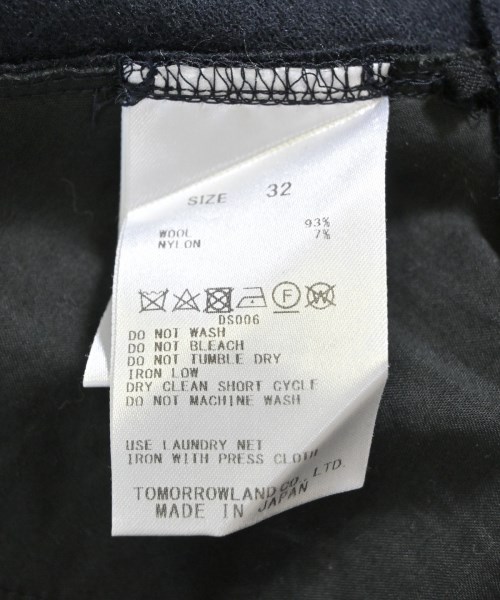 SIZE 32
WOOL 93%
NYLON 7%
F W
DS006
DO NOT WASH
DO NOT BLEACH
DO NOT TUMBLE DRY
IRON LOW
DRY CLEAN SHORT CYCLE
DO NOT MACHINE WASH
USE LAUNDRY NET
IRON WITH PRESS CLOTH
TOMORROWLAND CO., LTD.
MADE IN JAPAN